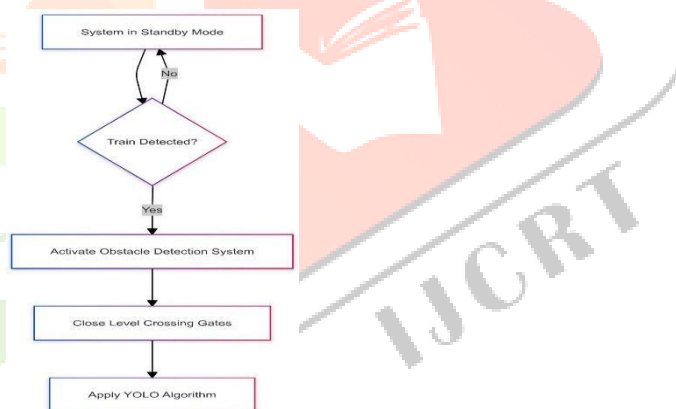 System in Standby Mode
No
Train Detected?
Yes
Activate Obstacle Detection System
Close Level Crossing Gates
Apply YOLO Algorithm
IJCRT